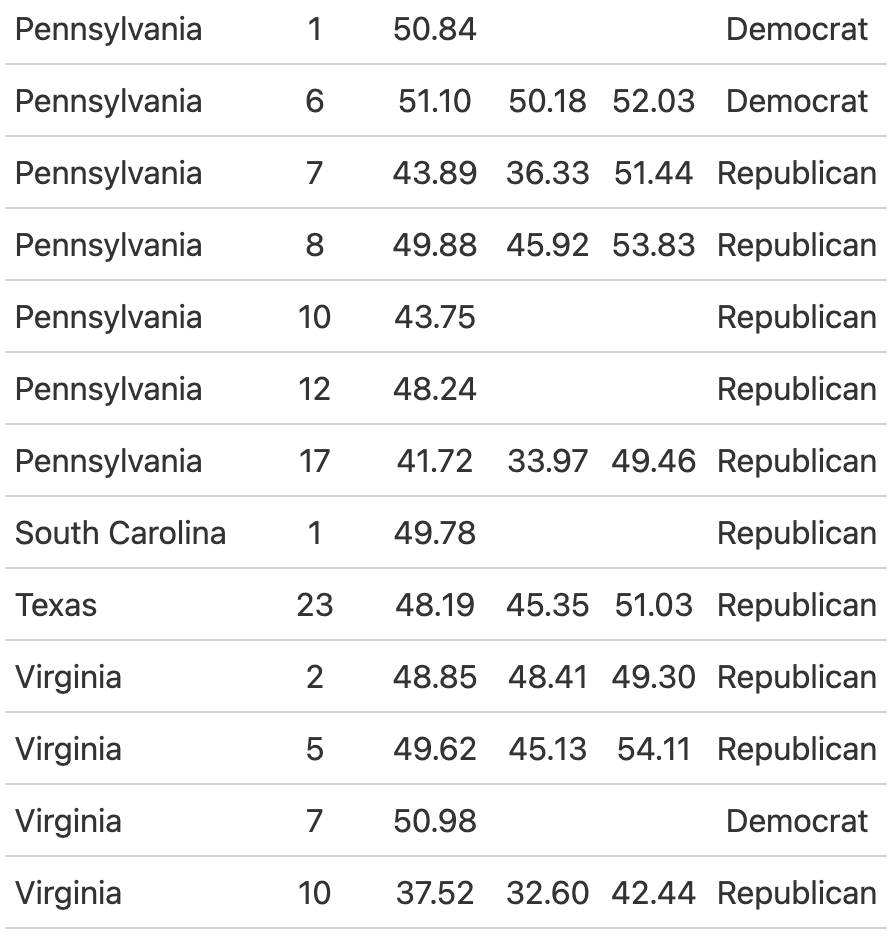 Pennsylvania 1 50.84 Democrat
Pennsylvania 6 51.10 50.18 52.03 Democrat
Pennsylvania 7 43.89 36.33 51.44 Republican
Pennsylvania 8 49.88 45.92 53.83 Republican
Pennsylvania 10 43.75 Republican
Pennsylvania 12 48.24 Republican
Pennsylvania 17 41.72 33.97 49.46 Republican
South Carolina 1 49.78 Republican
Texas 23 48.19 45.35 51.03 Republican
Virginia 2 48.85 48.41 49.30 Republican
Virginia 5 49.62 45.13 54.11 Republican
Virginia 7 50.98 Democrat
Virginia 10 37.52 32.60 42.44 Republican